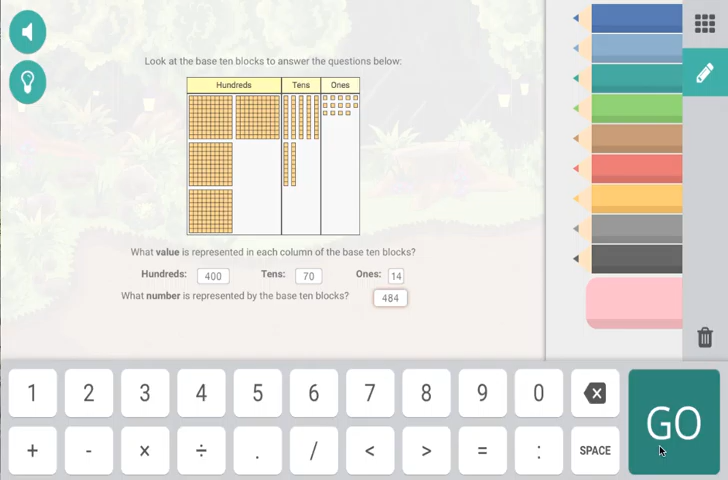 Look at the base ten blocks to answer the questions below:
Hundreds Tens Ones
What value is represented in each column of the base ten blocks?
Hundreds: 400 Tens: 70 Ones: 14
What number is represented by the base ten blocks? 484
1 2 3 4 5 6 7 8 9 0
GO
+ - × ÷ . / < > = : SPACE